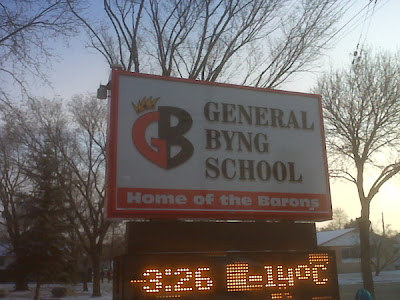 GB
GENERAL
BYNG
SCHOOL
Home of the Barons
3:26 -14°C